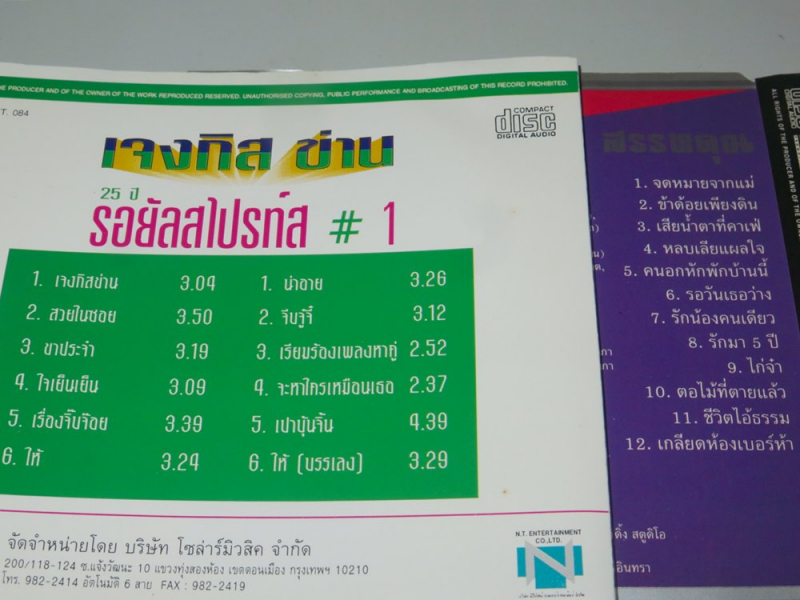 HE PRODUCER AND OF THE OWNER OF THE WORK REPRODUCED RESERVED. UNAUTHORISED COPYING, PUBLIC PERFORMANCE AND BROADCASTING OF THIS RECORD PROHIBITED.
T. 084
COMPACT
disc
DIGITAL AUDIO
เจงกิส ข่าน
25 ปี
รอยัลสไปรท์ส # 1
1. เจงกิสข่าน 3.04
2. สวยในซอย 3.50
3. ขาประจำ 3.19
4. ใจเย็นเย็น 3.09
5. เรื่องจิ๊บจ๊อย 3.39
6. ให้ 3.24
1. น่าอาย 3.26
2. จีบจู๋จี๋ 3.12
3. เรียมร้องเพลงหาคู่ 2.52
4. จะหาใครเหมือนเธอ 2.37
5. เปาบุ้นจิ้น 4.39
6. ให้ (บรรเลง) 3.29
จัดจำหน่ายโดย บริษัท โซล่าร์มิวสิค จำกัด
200/118-124 ซ.แจ้งวัฒนะ 10 แขวงทุ่งสองห้อง เขตดอนเมือง กรุงเทพฯ 10210
โทร. 982-2414 อัตโนมัติ 6 สาย FAX : 982-2419
N.T. ENTERTAINMENT
CO.,LTD.
N
1. จดหมายจากแม่
2. ข้าด้อยเพียงดิน
3. เสียน้ำตาที่คาเฟ่
4. หลบเลียแผลใจ
5. คนอกหักพักบ้านนี้
6. รอวันเธอว่าง
7. รักน้องคนเดียว
8. รักมา 5 ปี
9. ไก่จ๋า
10. ตอไม้ที่ตายแล้ว
11. ชีวิตไอ้ธรรม
12. เกลียดห้องเบอร์ห้า
ดิ้ง สตูดิโอ
อินทรา